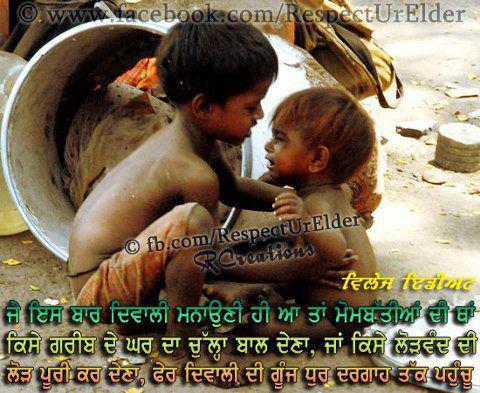 © www.facebook.com/RespectUrElder
© fb.com/RespectUrElder
RCreations
ਵਿਲੇਜ ਇਡੀਅਟ
ਜੇ ਇਸ ਬਾਰ ਦਿਵਾਲੀ ਮਨਾਉਣੀ ਹੀ ਆ ਤਾਂ ਮੋਮਬੱਤੀਆਂ ਦੀ ਥਾਂ
ਕਿਸੇ ਗਰੀਬ ਦੇ ਘਰ ਦਾ ਚੁੱਲ੍ਹਾ ਬਾਲ ਦੇਣਾ, ਜਾਂ ਕਿਸੇ ਲੋੜਵੰਦ ਦੀ
ਲੋੜ ਪੂਰੀ ਕਰ ਦੇਣਾ, ਫੇਰ ਦਿਵਾਲੀ ਦੀ ਗੂੰਜ ਧੁਰ ਦਰਗਾਹ ਤੱਕ ਪਹੁੰਚੂ